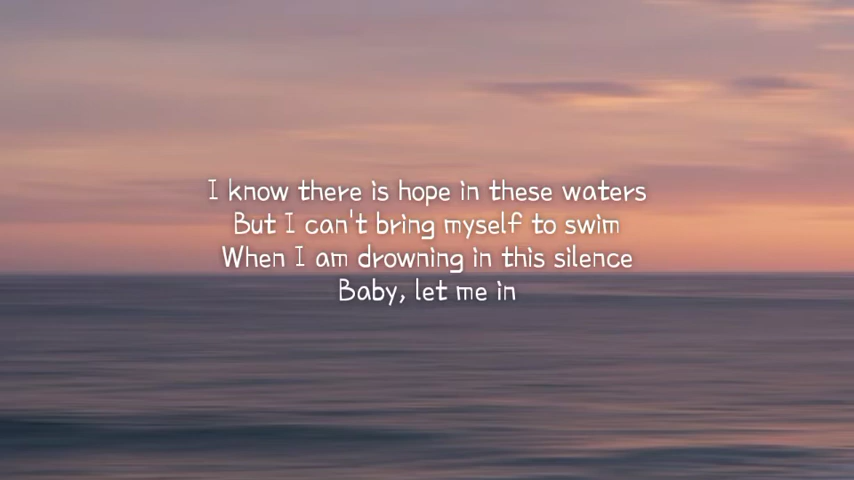 I know there is hope in these waters
But I can't bring myself to swim
When I am drowning in this silence
Baby, let me in